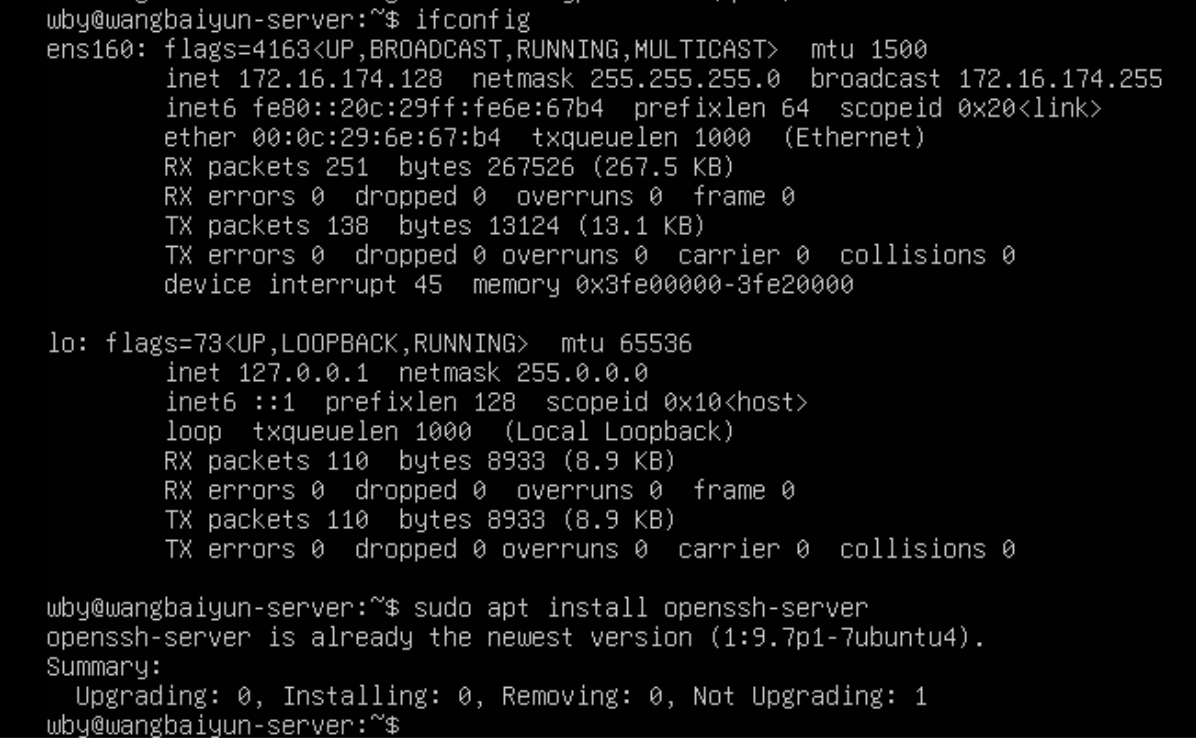 wby@wangbaiyun-server:~$ ifconfig
ens160: flags=4163<UP,BROADCAST,RUNNING,MULTICAST>  mtu 1500
        inet 172.16.174.128  netmask 255.255.255.0  broadcast 172.16.174.255
        inet6 fe80::20c:29ff:fe6e:67b4  prefixlen 64  scopeid 0x20<link>
        ether 00:0c:29:6e:67:b4  txqueuelen 1000  (Ethernet)
        RX packets 251  bytes 267526 (267.5 KB)
        RX errors 0  dropped 0  overruns 0  frame 0
        TX packets 138  bytes 13124 (13.1 KB)
        TX errors 0  dropped 0 overruns 0  carrier 0  collisions 0
        device interrupt 45  memory 0x3fe00000-3fe20000

lo: flags=73<UP,LOOPBACK,RUNNING>  mtu 65536
        inet 127.0.0.1  netmask 255.0.0.0
        inet6 ::1  prefixlen 128  scopeid 0x10<host>
        loop  txqueuelen 1000  (Local Loopback)
        RX packets 110  bytes 8933 (8.9 KB)
        RX errors 0  dropped 0  overruns 0  frame 0
        TX packets 110  bytes 8933 (8.9 KB)
        TX errors 0  dropped 0 overruns 0  carrier 0  collisions 0

wby@wangbaiyun-server:~$ sudo apt install openssh-server
openssh-server is already the newest version (1:9.7p1-7ubuntu4).
Summary:
  Upgrading: 0, Installing: 0, Removing: 0, Not Upgrading: 1
wby@wangbaiyun-server:~$